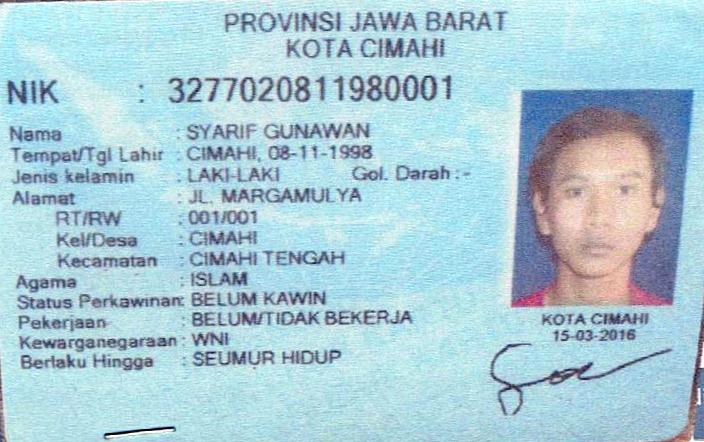 PROVINSI JAWA BARAT
KOTA CIMAHI
NIK : 3277020811980001
Nama : SYARIF GUNAWAN
Tempat/Tgl Lahir : CIMAHI, 08-11-1998
Jenis kelamin : LAKI-LAKI Gol. Darah : -
Alamat : JL. MARGAMULYA
RT/RW : 001/001
Kel/Desa : CIMAHI
Kecamatan : CIMAHI TENGAH
Agama : ISLAM
Status Perkawinan: BELUM KAWIN
Pekerjaan : BELUM/TIDAK BEKERJA
Kewarganegaraan : WNI
Berlaku Hingga : SEUMUR HIDUP
KOTA CIMAHI
15-03-2016